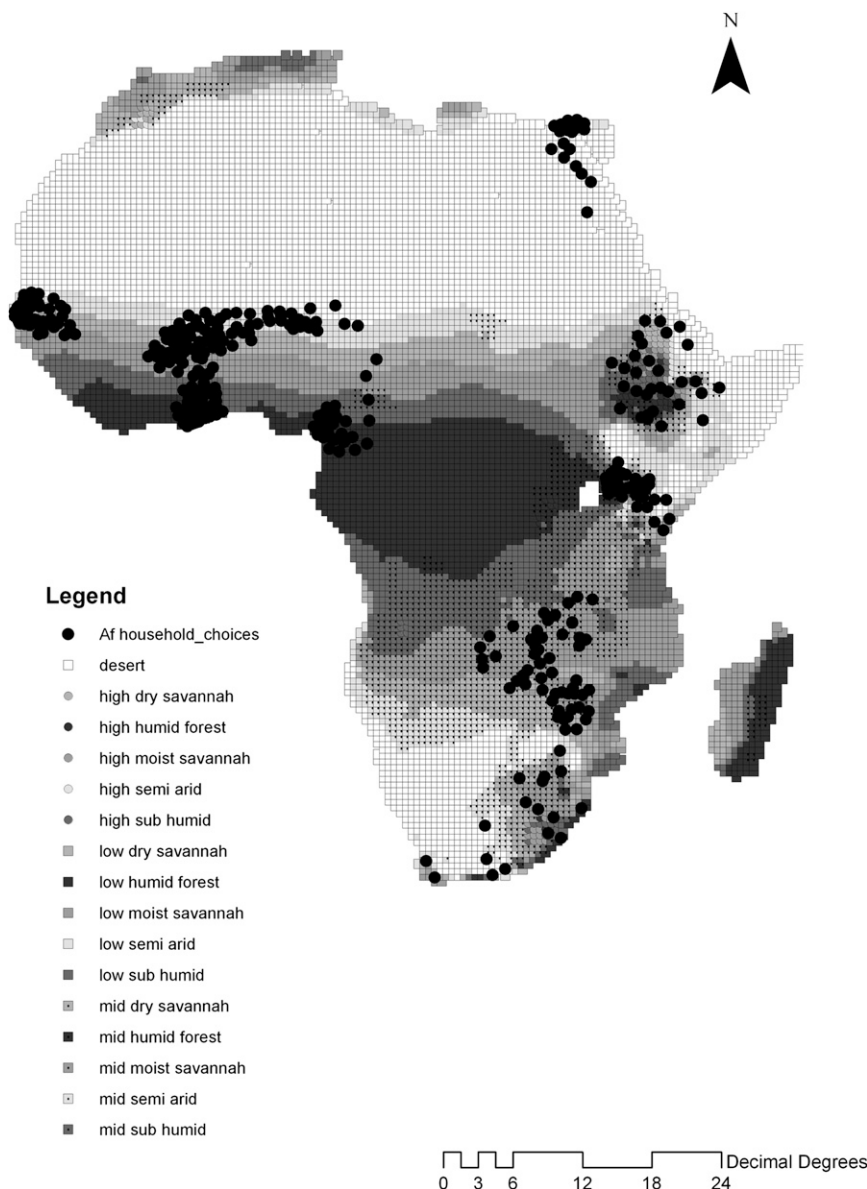 N
Legend
Af household_choices
desert
high dry savannah
high humid forest
high moist savannah
high semi arid
high sub humid
low dry savannah
low humid forest
low moist savannah
low semi arid
low sub humid
mid dry savannah
mid humid forest
mid moist savannah
mid semi arid
mid sub humid
Decimal Degrees
0 3 6 12 18 24